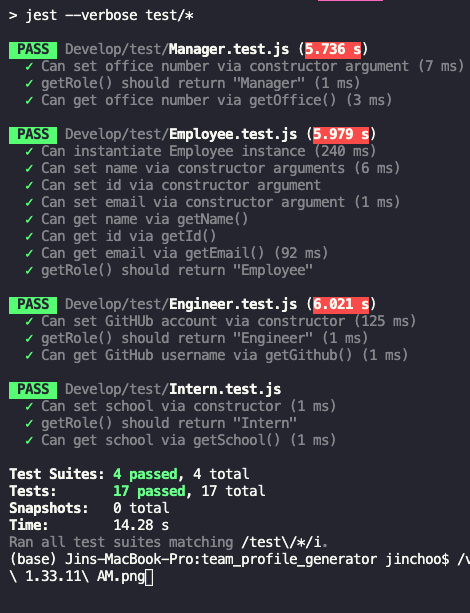 > jest --verbose test/*
PASS Develop/test/Manager.test.js (5.736 s)
✓ Can set office number via constructor argument (7 ms)
✓ getRole() should return "Manager" (1 ms)
✓ Can get office number via getOffice() (3 ms)
PASS Develop/test/Employee.test.js (5.979 s)
✓ Can instantiate Employee instance (240 ms)
✓ Can set name via constructor arguments (6 ms)
✓ Can set id via constructor argument
✓ Can set email via constructor argument (1 ms)
✓ Can get name via getName()
✓ Can get id via getId()
✓ Can get email via getEmail() (92 ms)
✓ getRole() should return "Employee"
PASS Develop/test/Engineer.test.js (6.021 s)
✓ Can set GitHUb account via constructor (125 ms)
✓ getRole() should return "Engineer" (1 ms)
✓ Can get GitHub username via getGithub() (1 ms)
PASS Develop/test/Intern.test.js
✓ Can set school via constructor (1 ms)
✓ getRole() should return "Intern"
✓ Can get school via getSchool() (1 ms)
Test Suites: 4 passed, 4 total
Tests: 17 passed, 17 total
Snapshots: 0 total
Time: 14.28 s
Ran all test suites matching /test\/*/i.
(base) Jins-MacBook-Pro:team_profile_generator jinchoo$ /v
\ 1.33.11\ AM.png